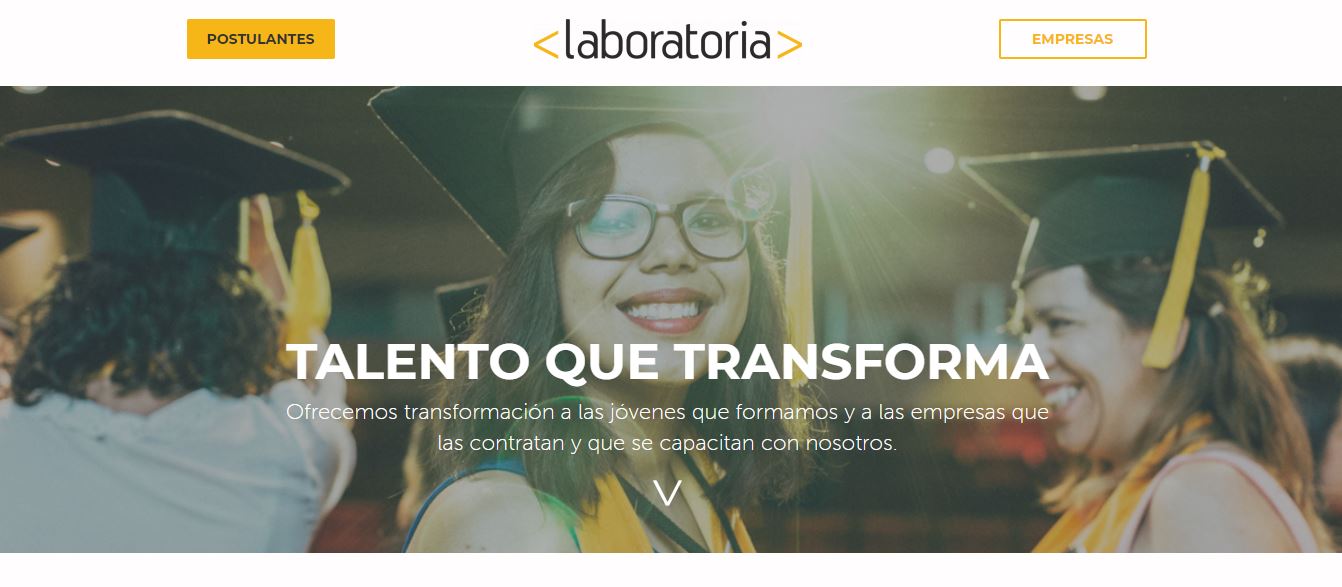 POSTULANTES
<laboratoria>
EMPRESAS
TALENTO QUE TRANSFORMA
Ofrecemos transformación a las jóvenes que formamos y a las empresas que
las contratan y que se capacitan con nosotros.